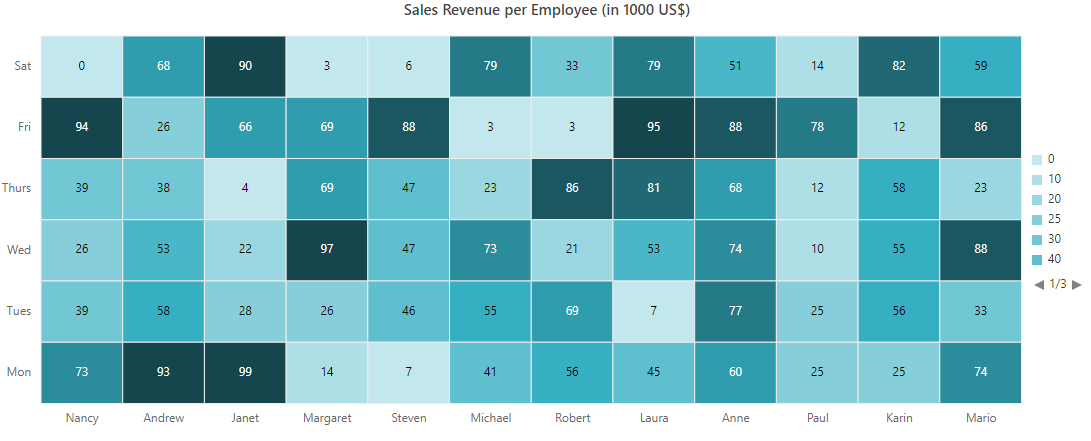 Sales Revenue per Employee (in 1000 US$)
Sat 0 68 90 3 6 79 33 79 51 14 82 59
Fri 94 26 66 69 88 3 3 95 88 78 12 86
Thurs 39 38 4 69 47 23 86 81 68 12 58 23
Wed 26 53 22 97 47 73 21 53 74 10 55 88
Tues 39 58 28 26 46 55 69 7 77 25 56 33
Mon 73 93 99 14 7 41 56 45 60 25 25 74
Nancy Andrew Janet Margaret Steven Michael Robert Laura Anne Paul Karin Mario
0
10
20
25
30
40
1/3